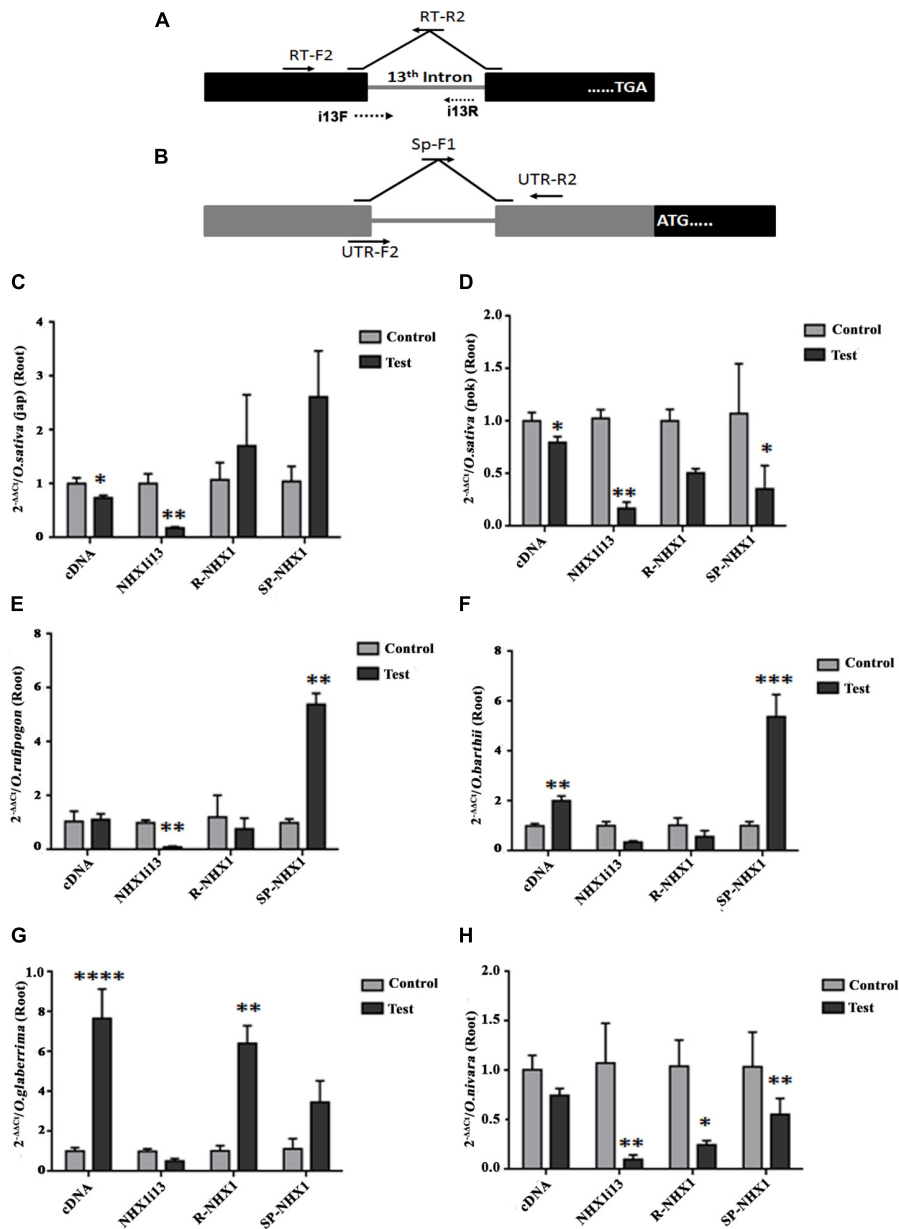 A
RT-R2
RT-F2
13th Intron
......TGA
i13F
i13R
B
Sp-F1
UTR-R2
ATG.....
UTR-F2
C
2-ΔΔCt/O.sativa (jap) (Root)
4
3
2
1
0
Control
Test
*
**
cDNA
NHX1i13
R-NHX1
SP-NHX1
D
2-ΔΔCt/O.sativa (pok) (Root)
2.0
1.5
1.0
0.5
0.0
Control
Test
*
**
*
cDNA
NHX1i13
R-NHX1
SP-NHX1
E
2-ΔΔCt/O.rufipogon (Root)
8
6
4
2
0
Control
Test
**
**
cDNA
NHX1i13
R-NHX1
SP-NHX1
F
2-ΔΔCt/O.barthii (Root)
8
6
4
2
0
Control
Test
**
***
cDNA
NHX1i13
R-NHX1
SP-NHX1
G
2-ΔΔCt/O.glaberrima (Root)
1.0
8
6
4
2
0
Control
Test
****
**
cDNA
NHX1i13
R-NHX1
SP-NHX1
H
2-ΔΔCt/O.nivara (Root)
2.0
1.5
1.0
0.5
0.0
Control
Test
**
*
**
cDNA
NHX1i13
R-NHX1
SP-NHX1